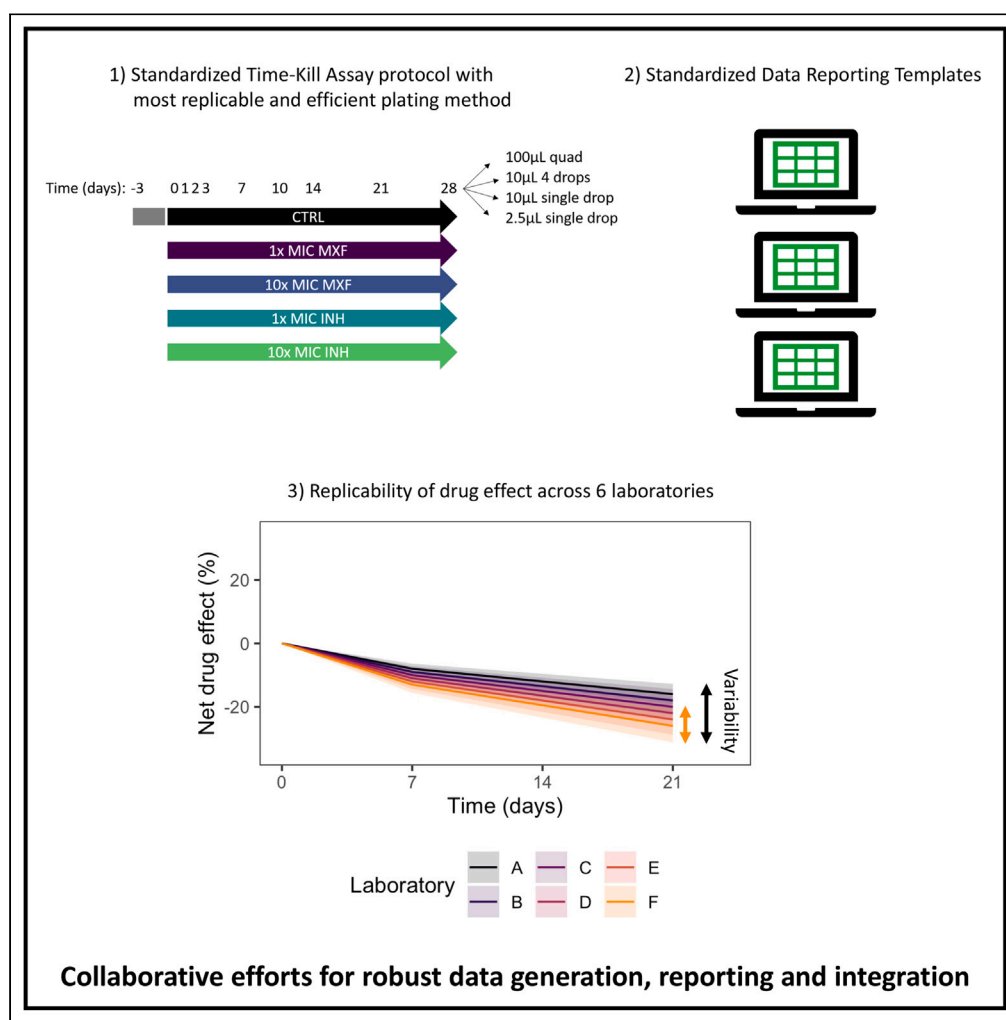 1) Standardized Time-Kill Assay protocol with
most replicable and efficient plating method
2) Standardized Data Reporting Templates
Time (days): -3 0 1 2 3 7 10 14 21 28
100µL quad
10µL 4 drops
10µL single drop
2.5µL single drop
CTRL
1x MIC MXF
10x MIC MXF
1x MIC INH
10x MIC INH
3) Replicability of drug effect across 6 laboratories
Net drug effect (%)
20
0
-20
Variability
0 7 14 21
Time (days)
Laboratory
A C E
B D F
Collaborative efforts for robust data generation, reporting and integration